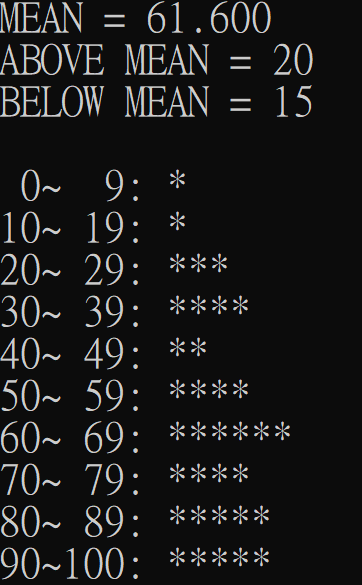 MEAN = 61.600
ABOVE MEAN = 20
BELOW MEAN = 15

  0~  9: *
10~ 19: *
20~ 29: ***
30~ 39: ****
40~ 49: **
50~ 59: ****
60~ 69: ******
70~ 79: ****
80~ 89: *****
90~100: *****